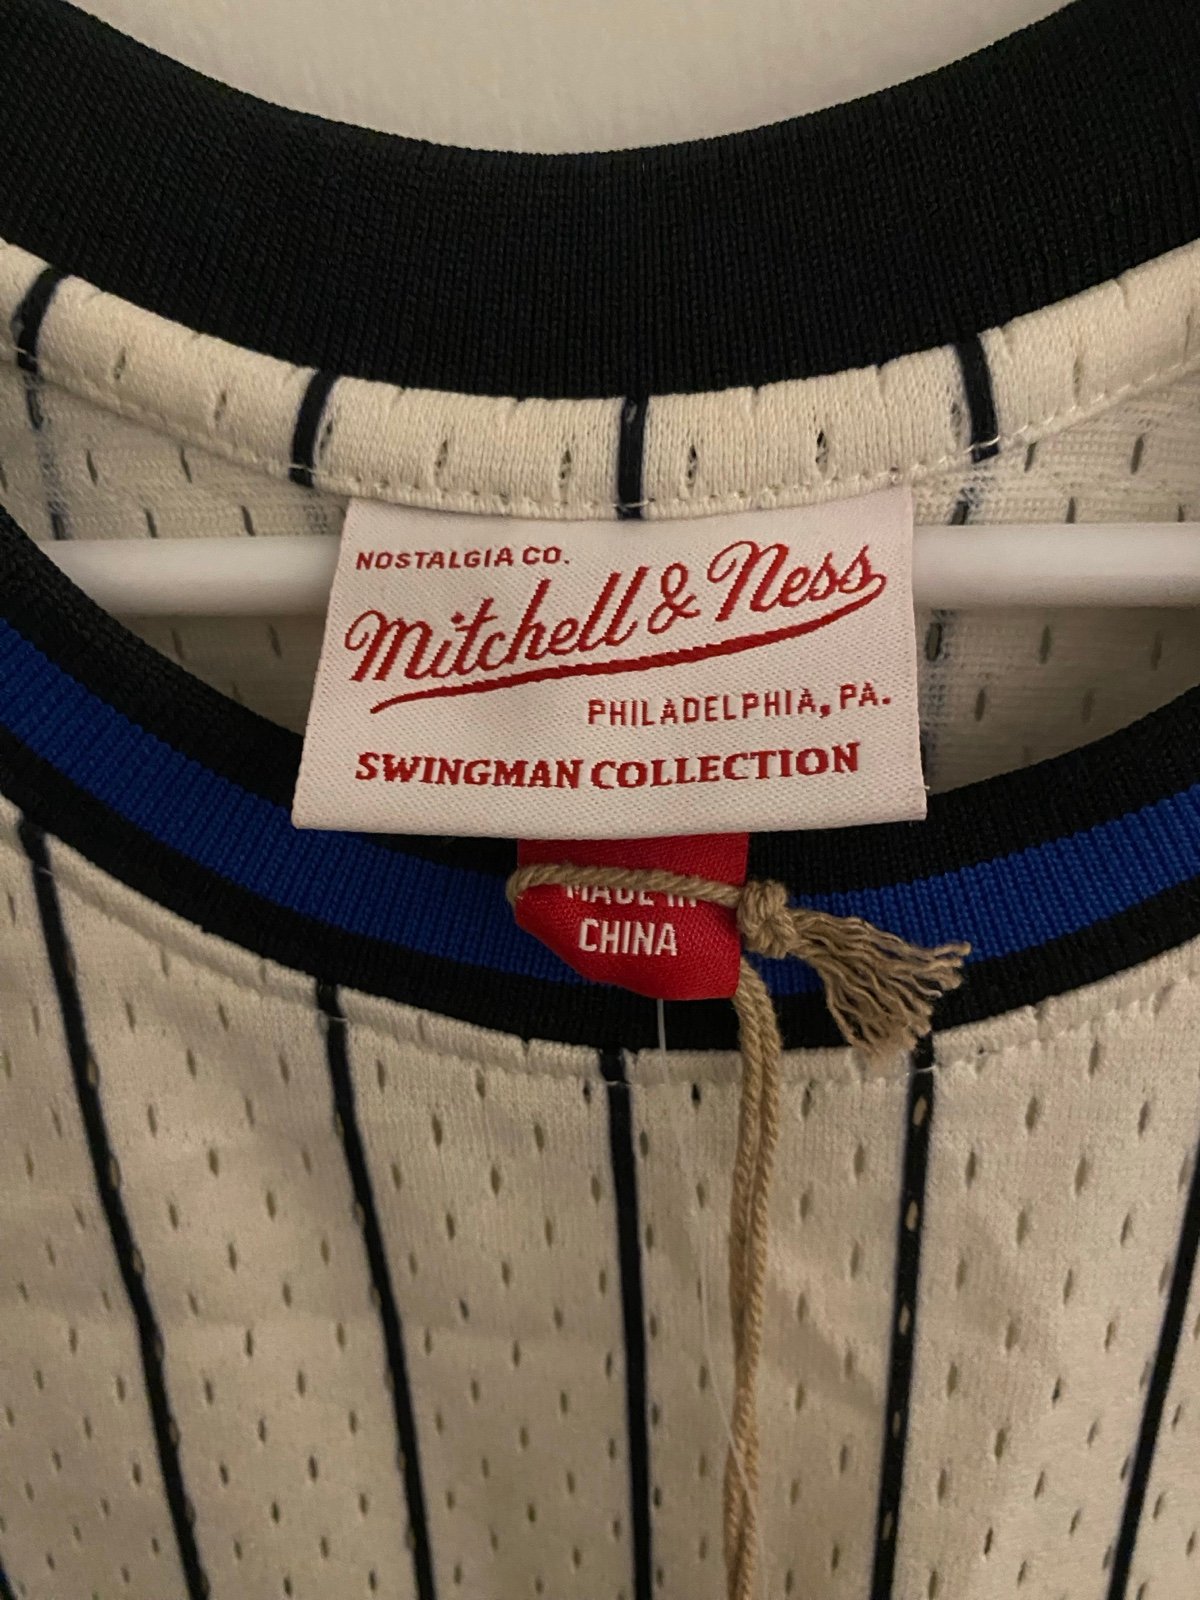 NOSTALGIA CO.
Mitchell & Ness
PHILADELPHIA, PA.
SWINGMAN COLLECTION
MADE IN
CHINA